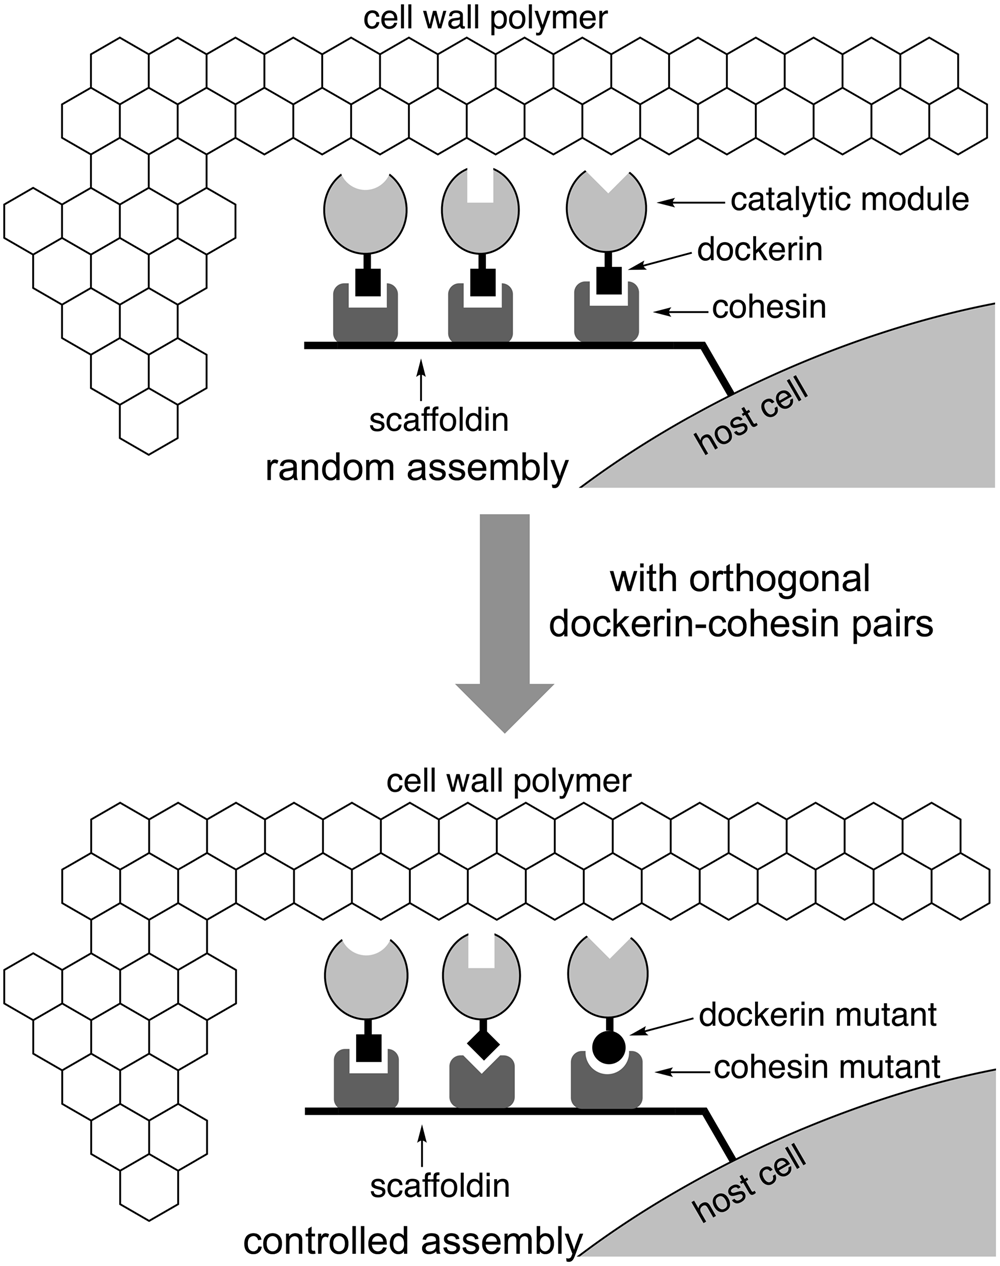 cell wall polymer
catalytic module
dockerin
cohesin
scaffoldin
host cell
random assembly
with orthogonal
dockerin-cohesin pairs
cell wall polymer
dockerin mutant
cohesin mutant
scaffoldin
host cell
controlled assembly